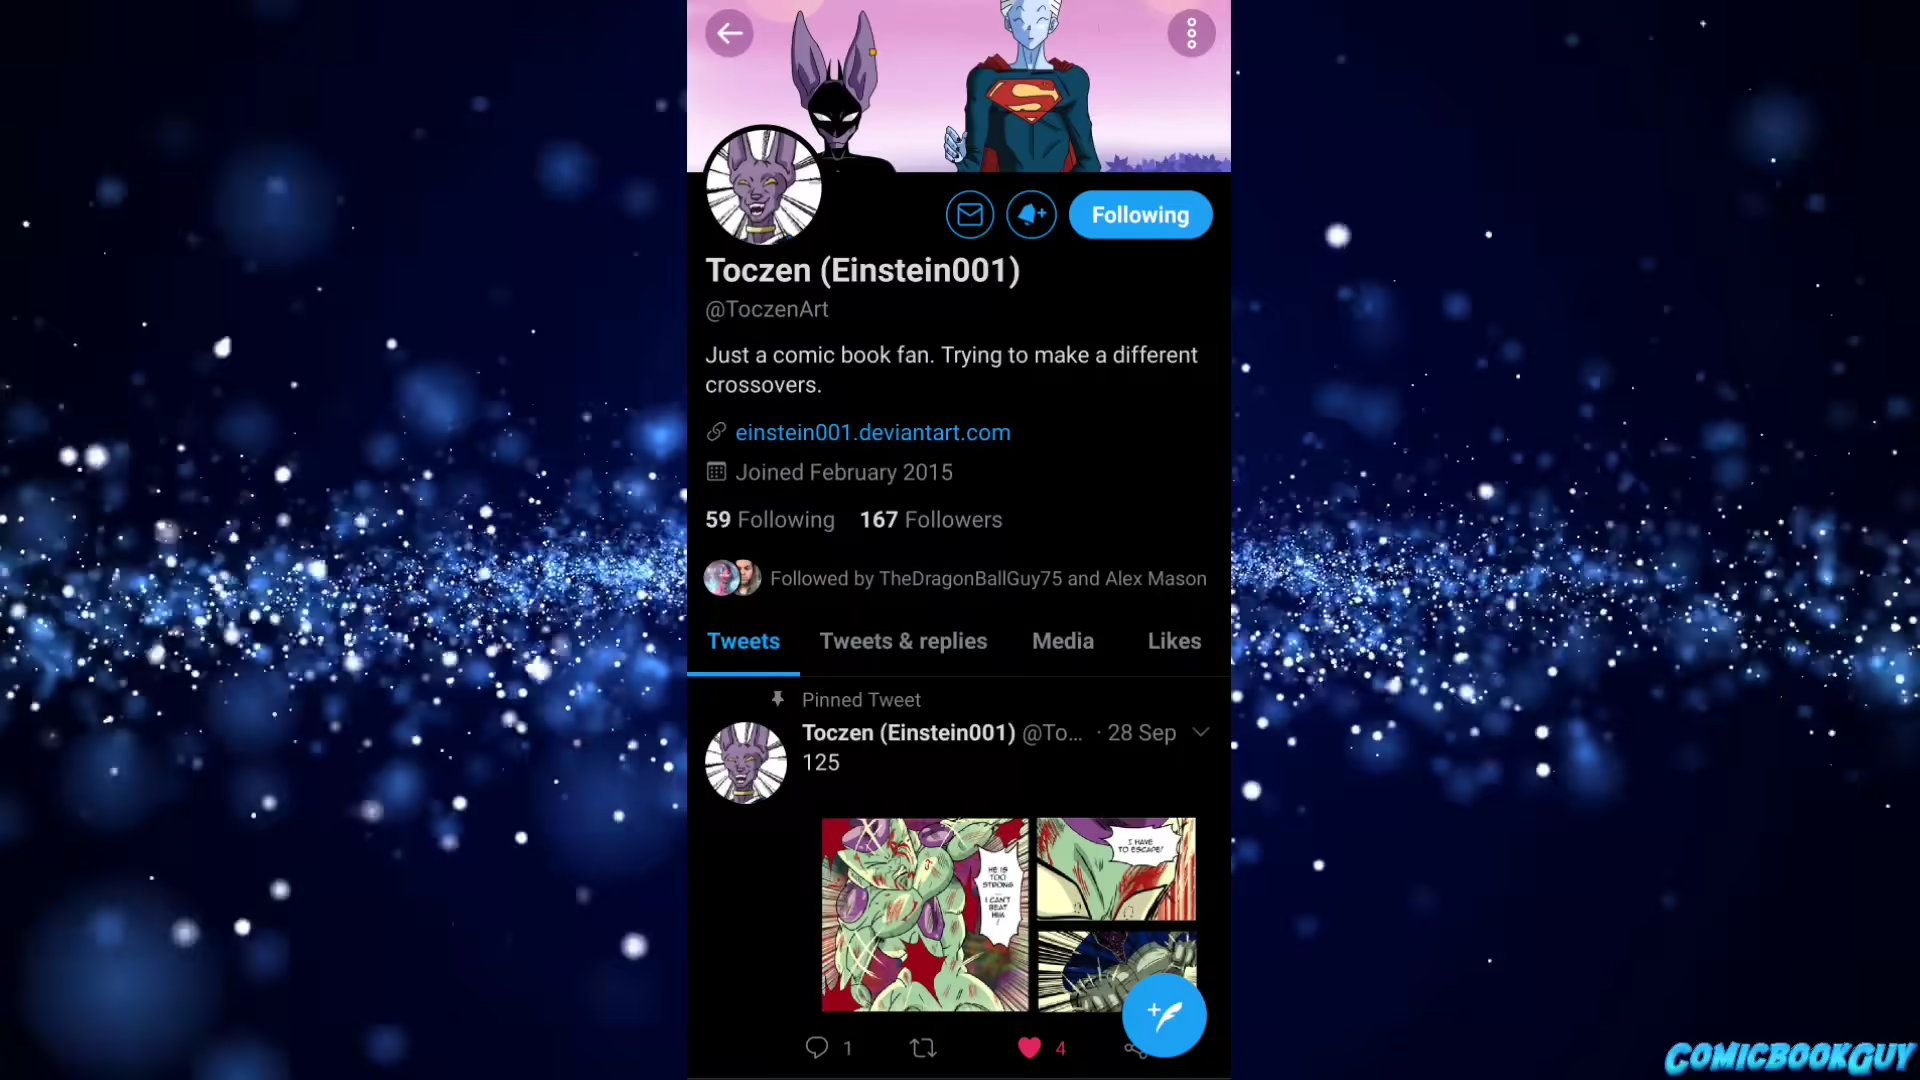 Following
Toczen (Einstein001)
@ToczenArt
Just a comic book fan. Trying to make a different
crossovers.
einstein001.deviantart.com
Joined February 2015
59 Following 167 Followers
Followed by TheDragonBallGuy75 and Alex Mason
Tweets Tweets & replies Media Likes
Pinned Tweet
Toczen (Einstein001) @To... · 28 Sep
125
HE IS
TOO
STRONG
...
I CAN'T
BEAT
HIM
!
I HAVE
TO ESCAPE!
1 4
COMICBOOKGUY